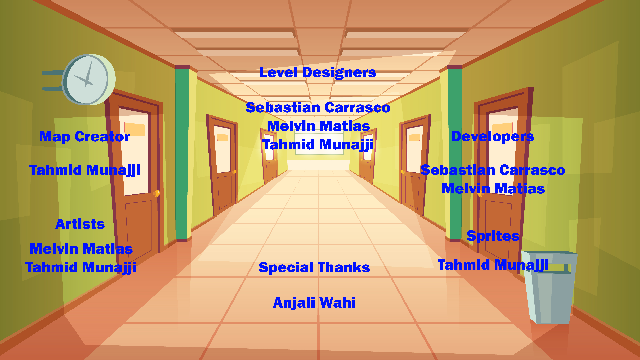 Level Designers
Sebastian Carrasco
Melvin Matias
Tahmid Munajji
Map Creator
Tahmid Munajji
Artists
Melvin Matias
Tahmid Munajji
Developers
Sebastian Carrasco
Melvin Matias
Sprites
Tahmid Munajji
Special Thanks
Anjali Wahi